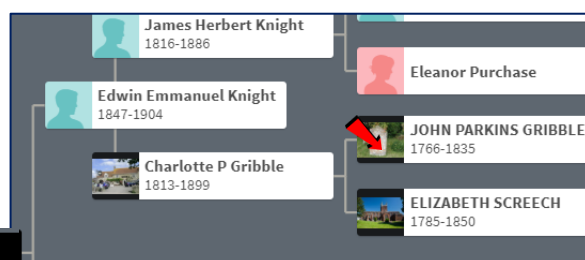 James Herbert Knight
1816-1886
Eleanor Purchase
Edwin Emmanuel Knight
1847-1904
JOHN PARKINS GRIBBLE
1766-1835
Charlotte P Gribble
1813-1899
ELIZABETH SCREECH
1785-1850